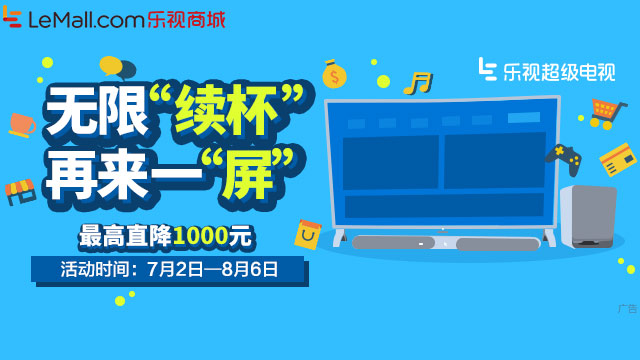 LeMall.com乐视商城
乐视超级电视
无限“续杯”
再来一“屏”
最高直降1000元
活动时间：7月2日—8月6日
广告